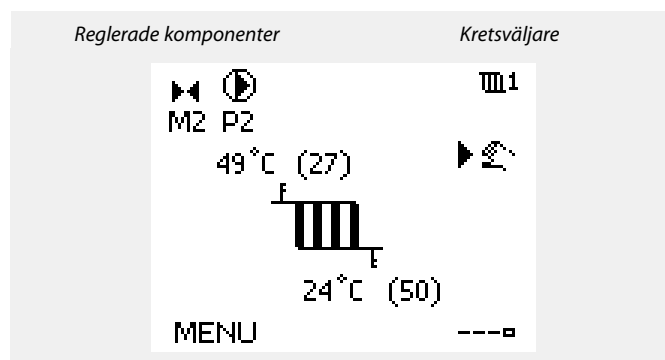 Reglerade komponenter Kretsväljare
1
M2 P2
49°C (27)
24°C (50)
MENU ---